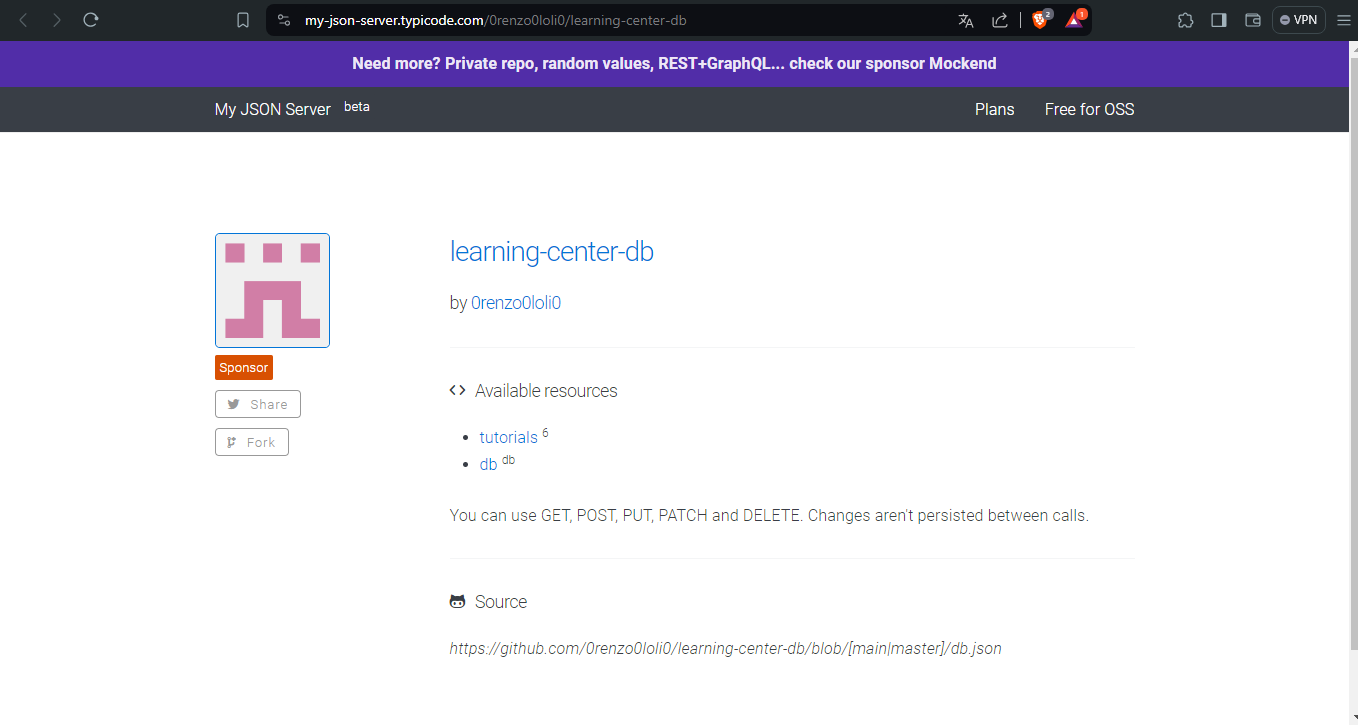 my-json-server.typicode.com/0renzo0loli0/learning-center-db
2
1
VPN
Need more? Private repo, random values, REST+GraphQL... check our sponsor Mockend
My JSON Server beta
Plans
Free for OSS
learning-center-db
by 0renzo0loli0
Sponsor
Share
Fork
<> Available resources
tutorials 6
db db
You can use GET, POST, PUT, PATCH and DELETE. Changes aren't persisted between calls.
Source
https://github.com/0renzo0loli0/learning-center-db/blob/[main|master]/db.json